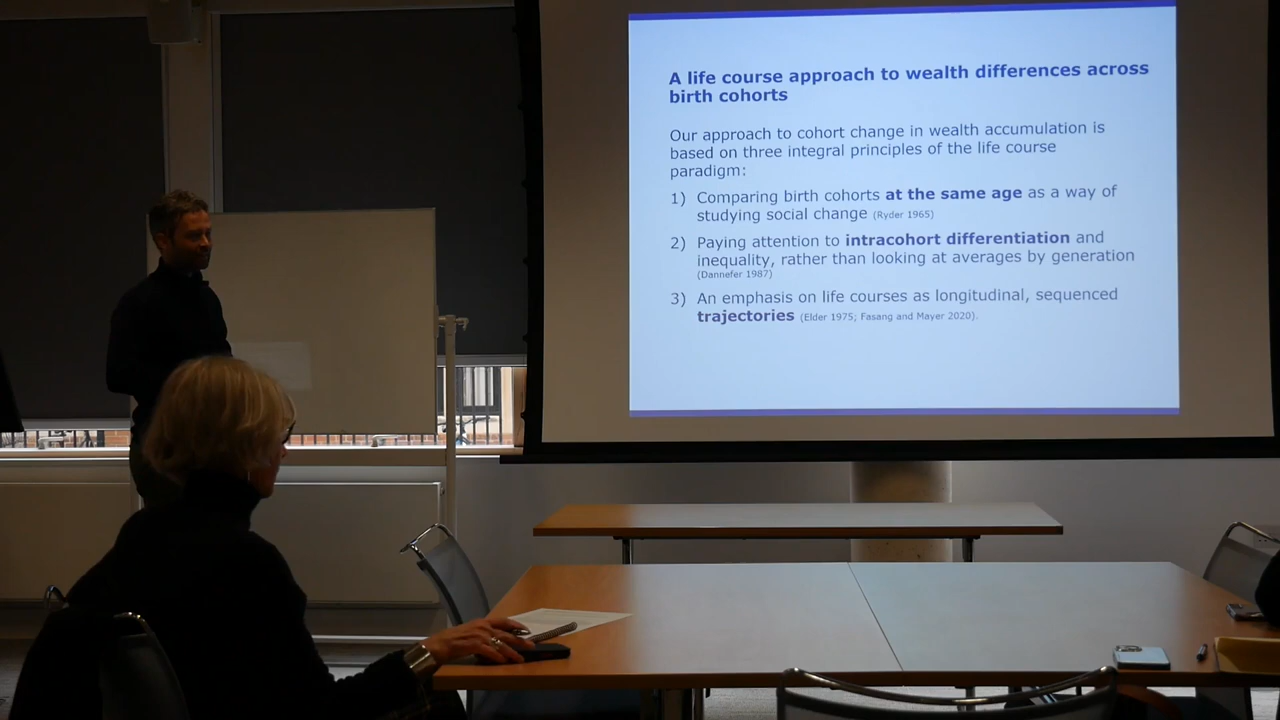 A life course approach to wealth differences across
birth cohorts
Our approach to cohort change in wealth accumulation is
based on three integral principles of the life course
paradigm:
1) Comparing birth cohorts at the same age as a way of
studying social change (Ryder 1965)
2) Paying attention to intracohort differentiation and
inequality, rather than looking at averages by generation
(Dannefer 1987)
3) An emphasis on life courses as longitudinal, sequenced
trajectories (Elder 1975; Fasang and Mayer 2020).